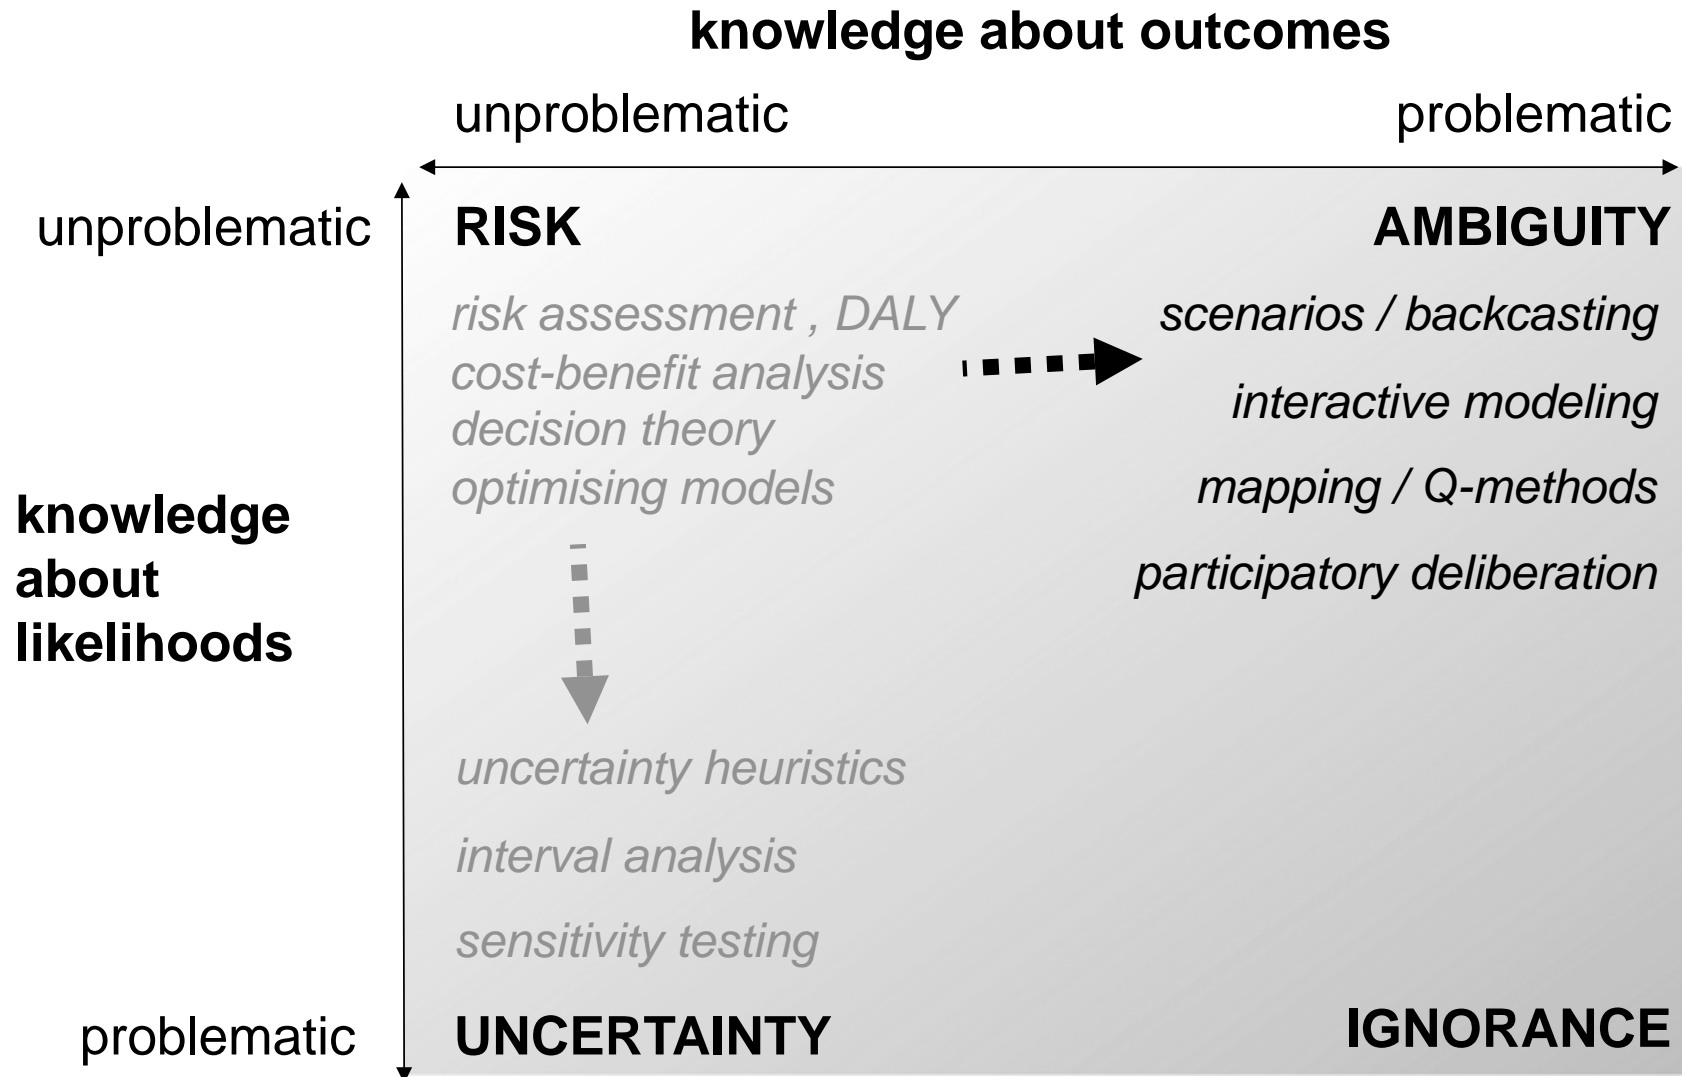 knowledge about outcomes
unproblematic problematic
unproblematic RISK AMBIGUITY
risk assessment , DALY scenarios / backcasting
cost-benefit analysis
interactive modeling
decision theory
optimising models mapping / Q-methods
knowledge
about
likelihoods
participatory deliberation
uncertainty heuristics
interval analysis
sensitivity testing
problematic UNCERTAINTY IGNORANCE